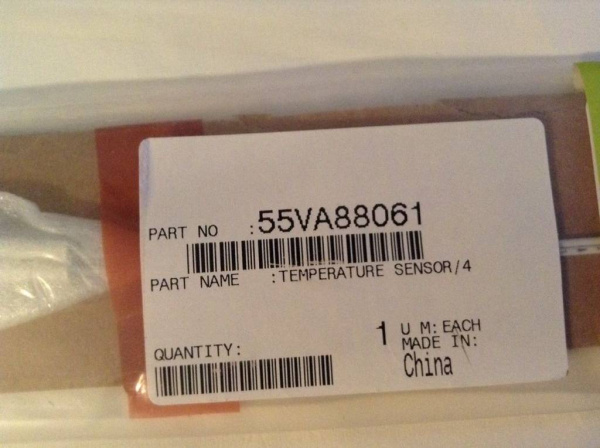 PART NO :55VA88061
PART NAME :TEMPERATURE SENSOR/4
QUANTITY: 1 U M: EACH
MADE IN:
China